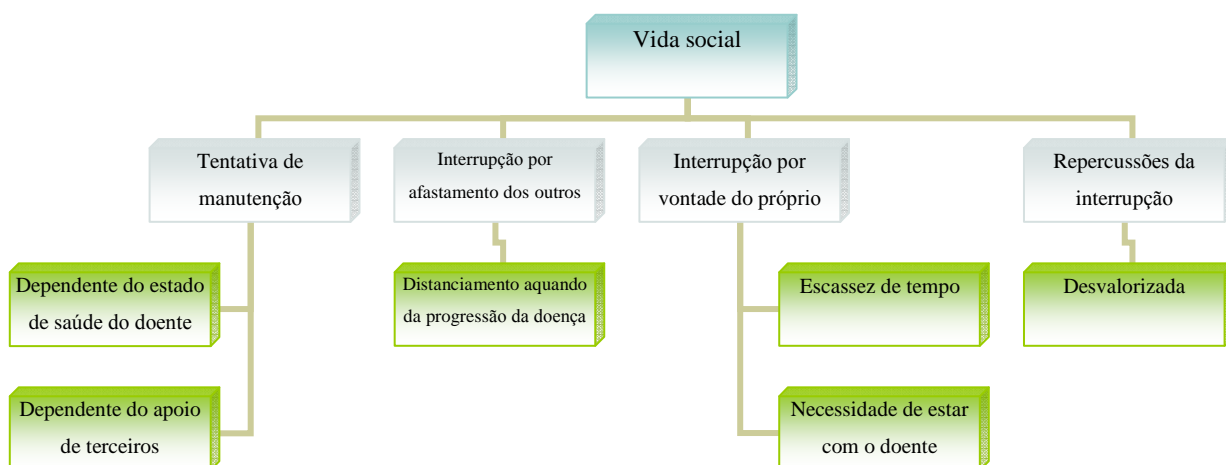 Vida social
Tentativa de
manutenção
Interrupção por
afastamento dos outros
Interrupção por
vontade do próprio
Repercussões da
interrupção
Dependente do estado
de saúde do doente
Distanciamento aquando
da progressão da doença
Escassez de tempo
Desvalorizada
Dependente do apoio
de terceiros
Necessidade de estar
com o doente